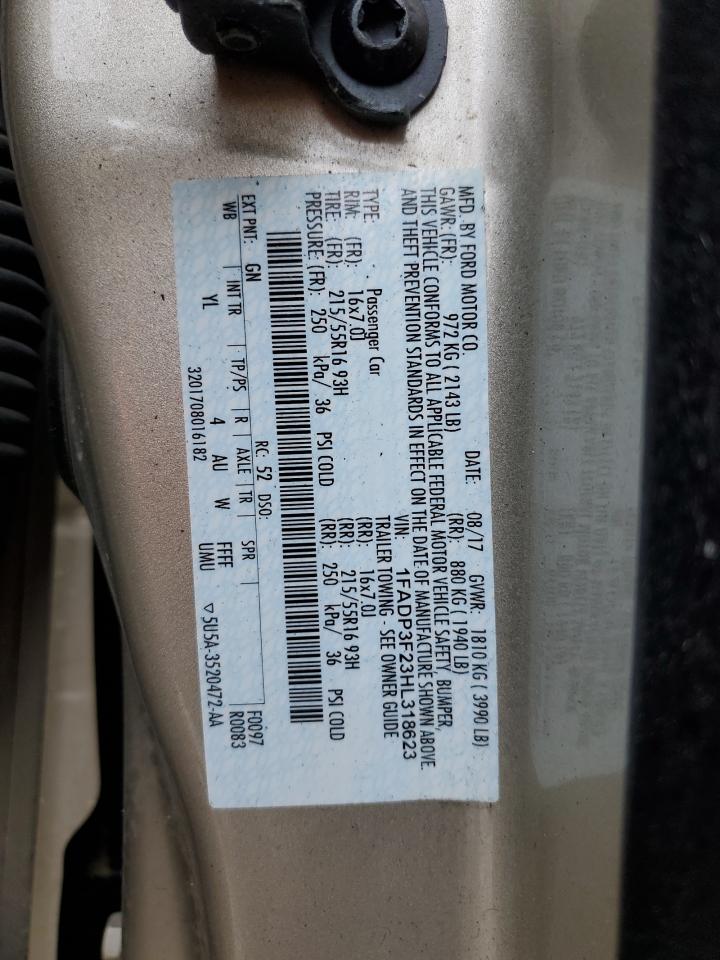 MFD. BY FORD MOTOR CO.
DATE: 08/17 GVWR: 1810 KG ( 3990 LB)
GAWR: (FR): 972 KG ( 2143 LB) (RR): 880 KG ( 1940 LB)
THIS VEHICLE CONFORMS TO ALL APPLICABLE FEDERAL MOTOR VEHICLE SAFETY, BUMPER,
AND THEFT PREVENTION STANDARDS IN EFFECT ON THE DATE OF MANUFACTURE SHOWN ABOVE.
VIN: 1FADP3F23HL318623
TYPE: Passenger Car TRAILER TOWING - SEE OWNER GUIDE
RIM: (FR): 16x7.0J (RR): 16x7.0J
TIRE: (FR): 215/55R16 93H (RR): 215/55R16 93H
PRESSURE: (FR): 250 kPa/ 36 PSI COLD (RR): 250 kPa/ 36 PSI COLD
F0097
EXT PNT: GN RC: 52 DSO: R0083
WB INT TR TP/PS R AXLE TR SPR
YL 4 AU W FFFF
UMU
3201708016182 ▽5U5A-3520472-AA